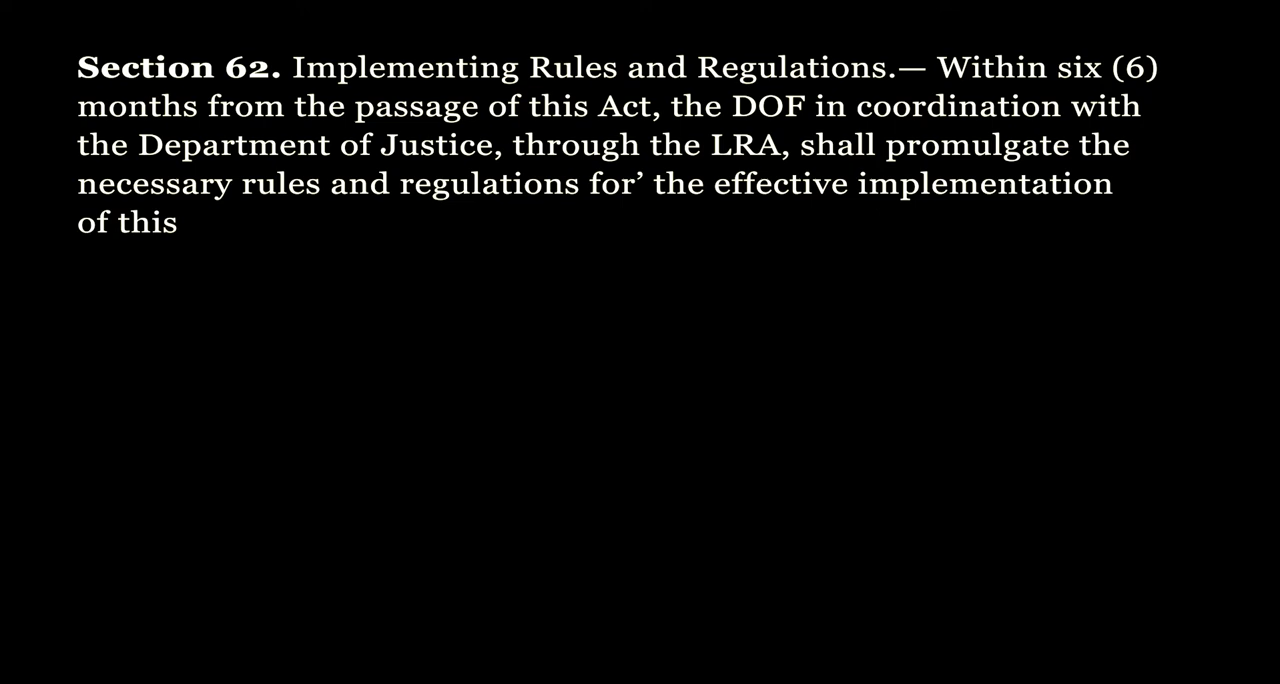 Section 62. Implementing Rules and Regulations.— Within six (6)
months from the passage of this Act, the DOF in coordination with
the Department of Justice, through the LRA, shall promulgate the
necessary rules and regulations for’ the effective implementation
of this